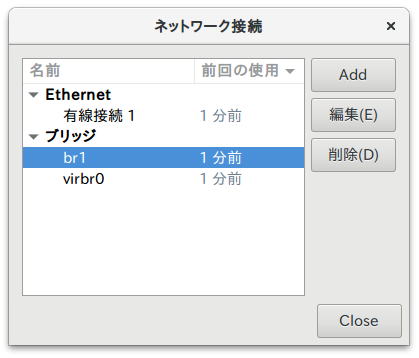 ネットワーク接続
名前 前回の使用
Ethernet
有線接続 1 1 分前
ブリッジ
br1 1 分前
virbr0 1 分前
Add
編集(E)
削除(D)
Close